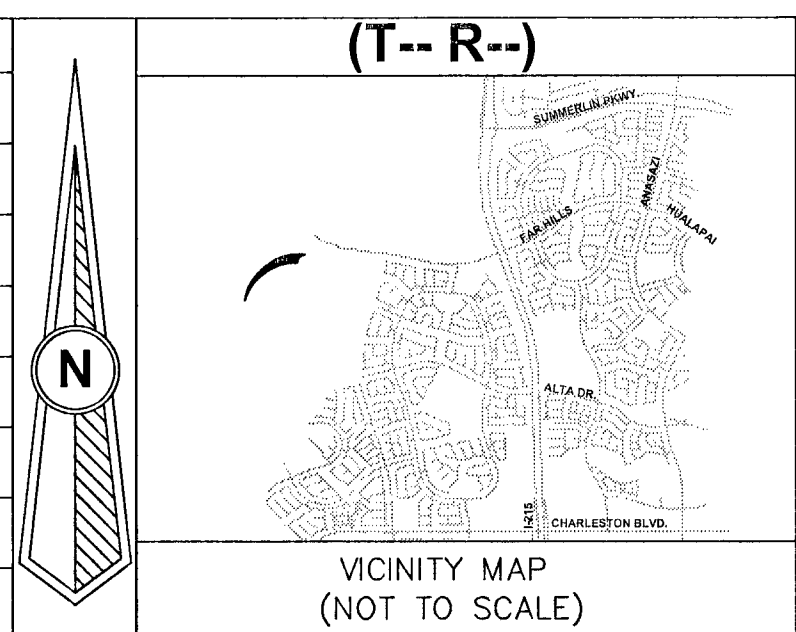 (T-- R--)
SUMMERLIN PKWY.
ANASAZI
HUALAPAI
FAR HILLS
N
ALTA DR.
I-215
CHARLESTON BLVD.
VICINITY MAP
(NOT TO SCALE)